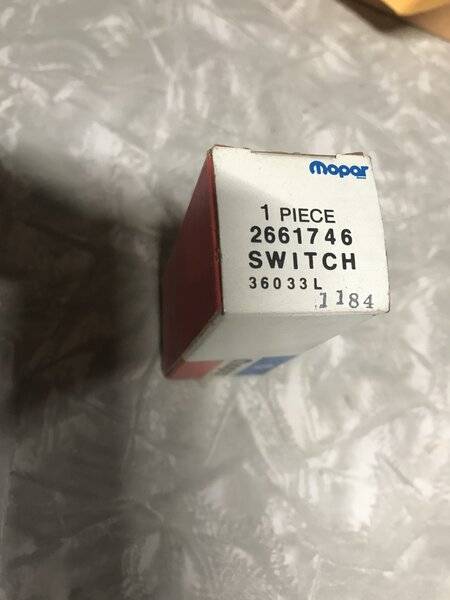 mopar
1 PIECE
2661746
SWITCH
36033L
1184